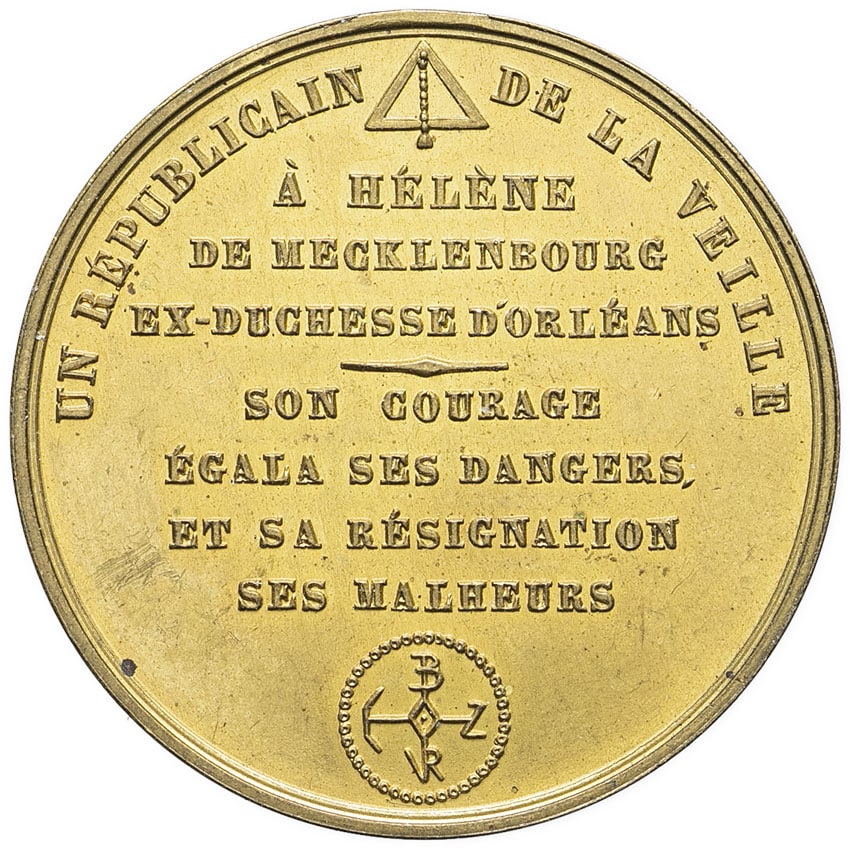 UN RÉPUBLICAIN DE LA VEILLE
À HÉLÈNE
DE MECKLENBOURG
EX-DUCHESSE D'ORLÉANS
SON COURAGE
ÉGALA SES DANGERS,
ET SA RÉSIGNATION
SES MALHEURS
B
Z
VR